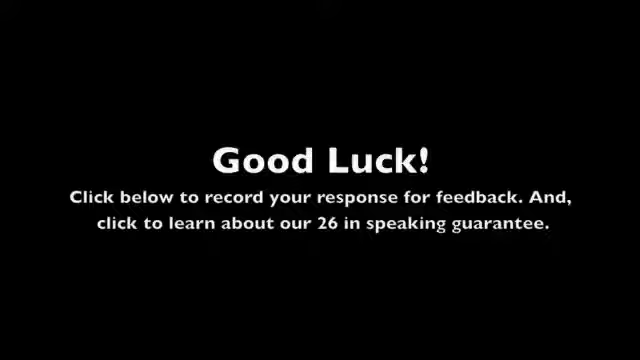 Good Luck!
Click below to record your response for feedback. And,
click to learn about our 26 in speaking guarantee.